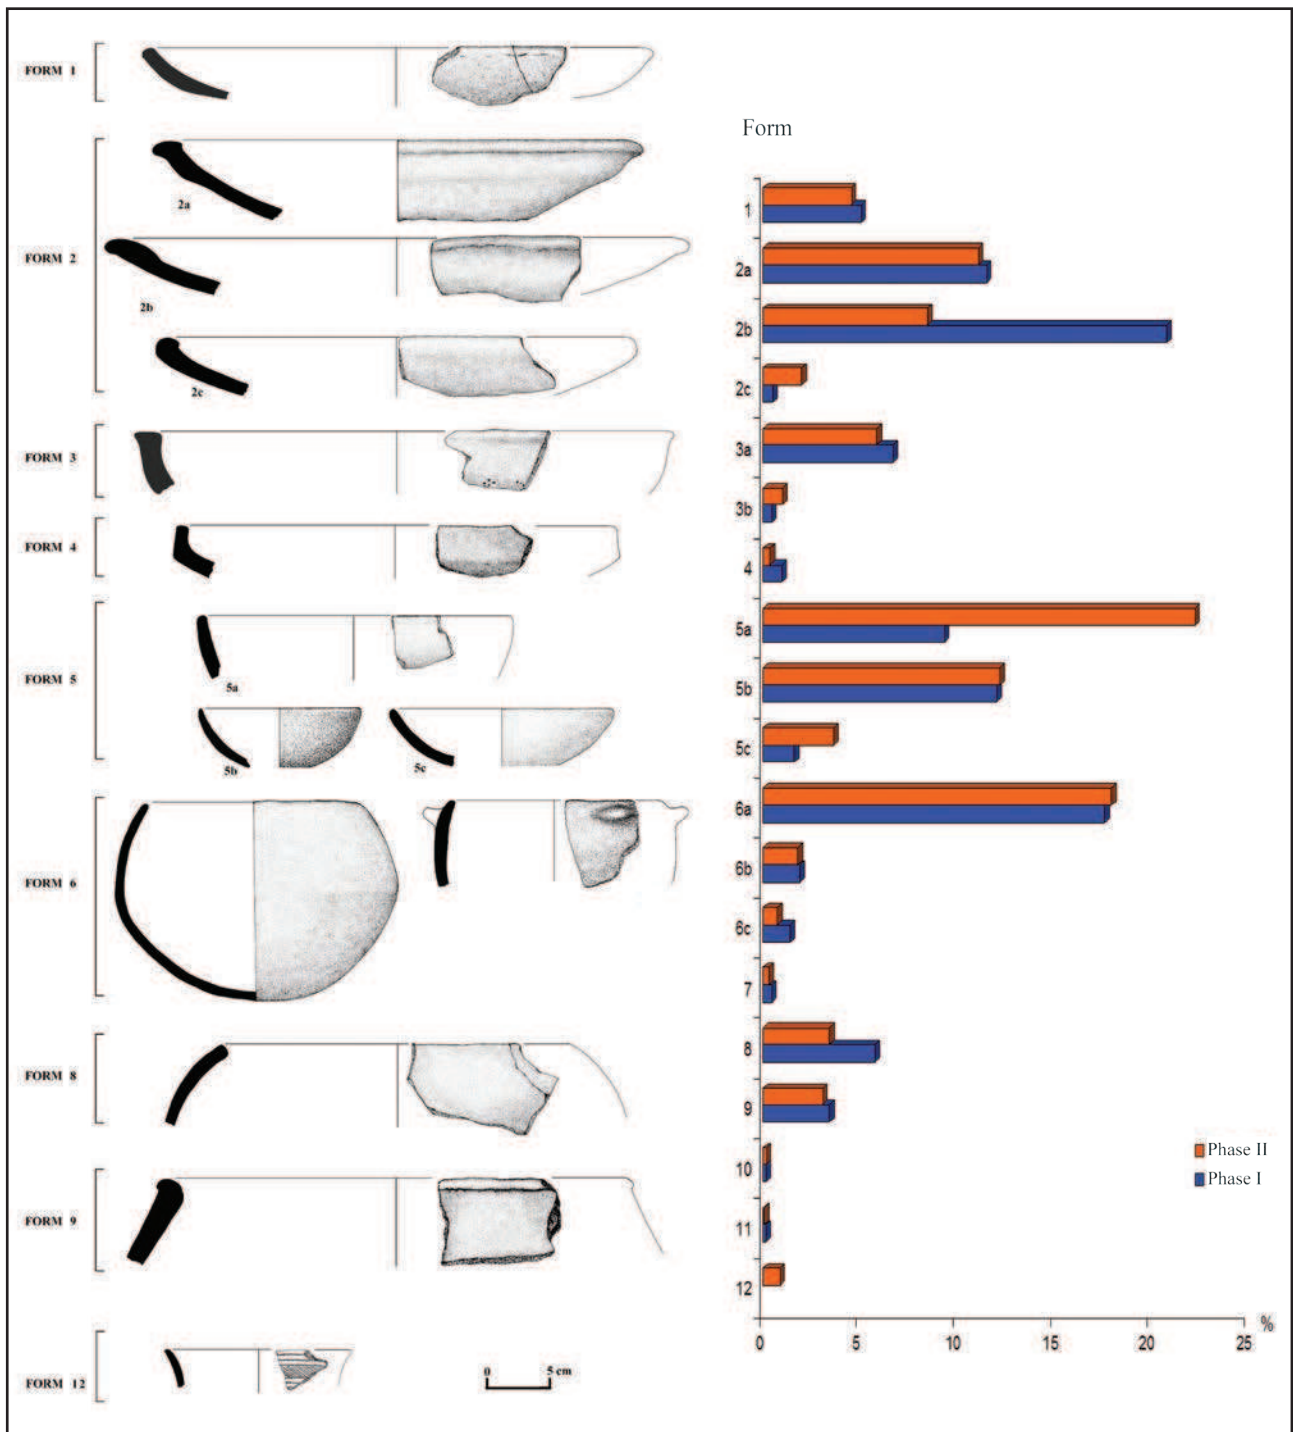 FORM 1
2a
FORM 2
2b
2c
FORM 3
FORM 4
5a
FORM 5
5b 5c
FORM 6
FORM 8
FORM 9
FORM 12
0 5 cm
Form
1
2a
2b
2c
3a
3b
4
5a
5b
5c
6a
6b
6c
7
8
9
10
11
12
Phase II
Phase I
0 5 10 15 20 25 %